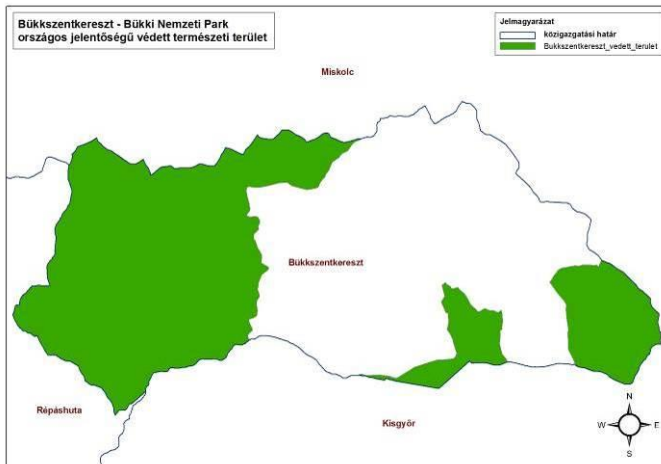 Bükkszentkereszt - Bükki Nemzeti Park
országos jelentőségű védett természeti terület
Jelmagyarázat
közigazgatási határ
Bukkszentkereszt_vedett_terulet
Miskolc
Bükkszentkereszt
Répáshuta
Kisgyőr
N
W
E
S